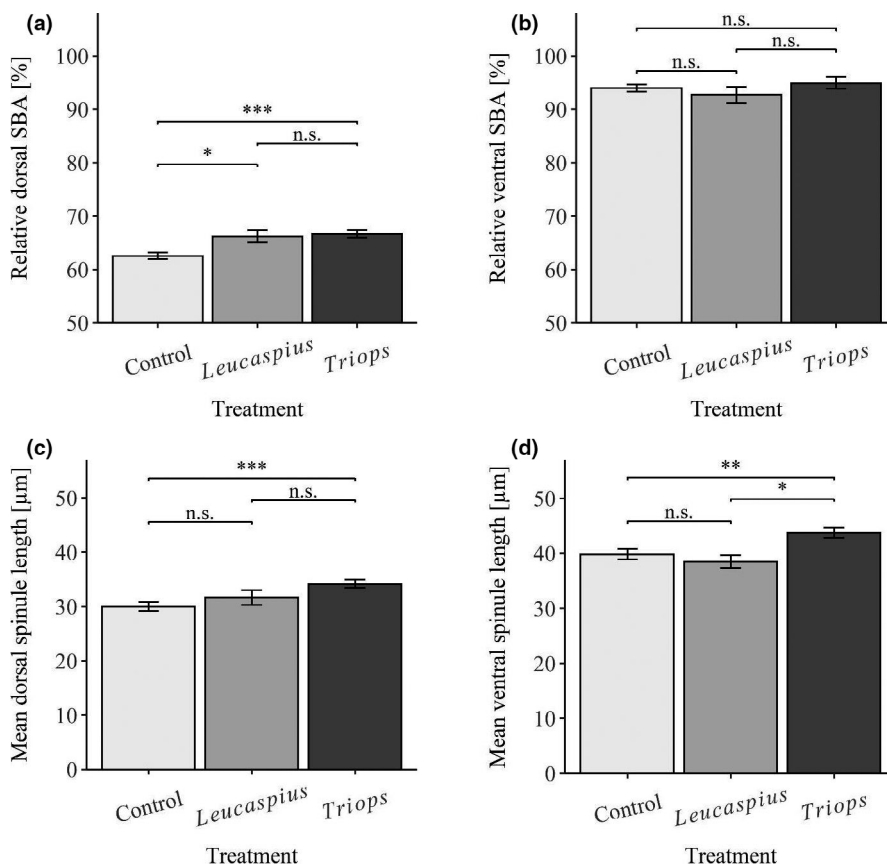 (a)
Relative dorsal SBA [%]
100
90
80
70
60
50
***
n.s.
*
Control
Leucaspius
Triops
Treatment
(b)
Relative ventral SBA [%]
100
90
80
70
60
50
n.s.
n.s.
n.s.
Control
Leucaspius
Triops
Treatment
(c)
Mean dorsal spinule length [µm]
50
40
30
20
10
0
***
n.s.
n.s.
Control
Leucaspius
Triops
Treatment
(d)
Mean ventral spinule length [µm]
50
40
30
20
10
0
**
*
n.s.
Control
Leucaspius
Triops
Treatment